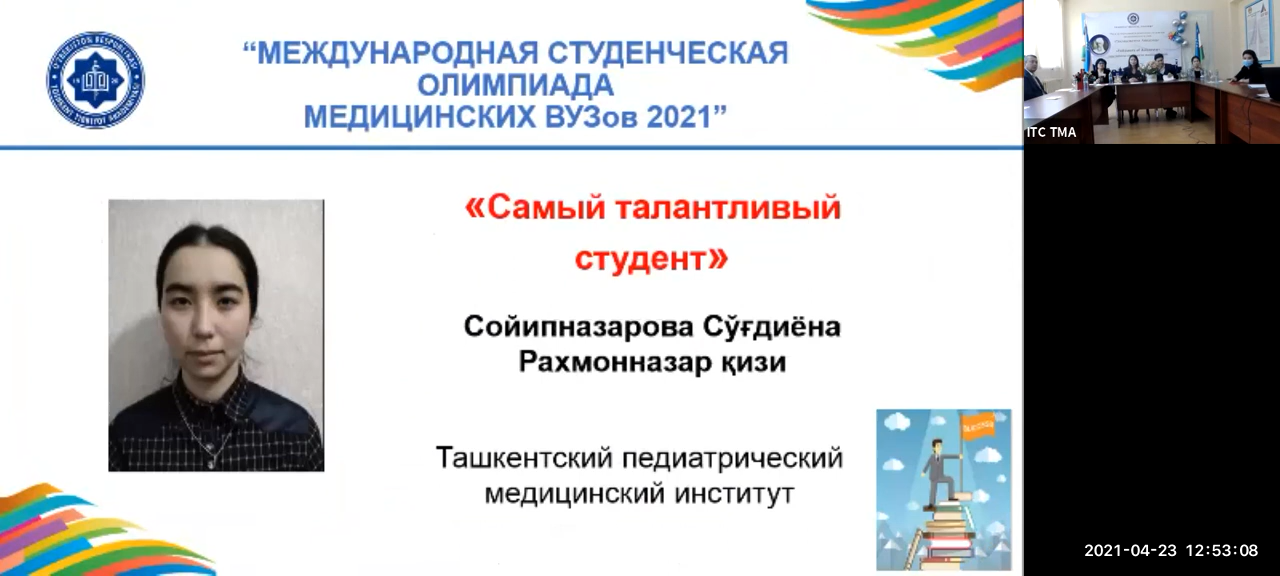 “МЕЖДУНАРОДНАЯ СТУДЕНЧЕСКАЯ
ОЛИМПИАДА
МЕДИЦИНСКИХ ВУЗов 2021”
«Самый талантливый
студент»
Сойипназарова Сўғдиёна
Рахмонназар қизи
Ташкентский педиатрический
медицинский институт
ITC TMA
2021-04-23 12:53:08